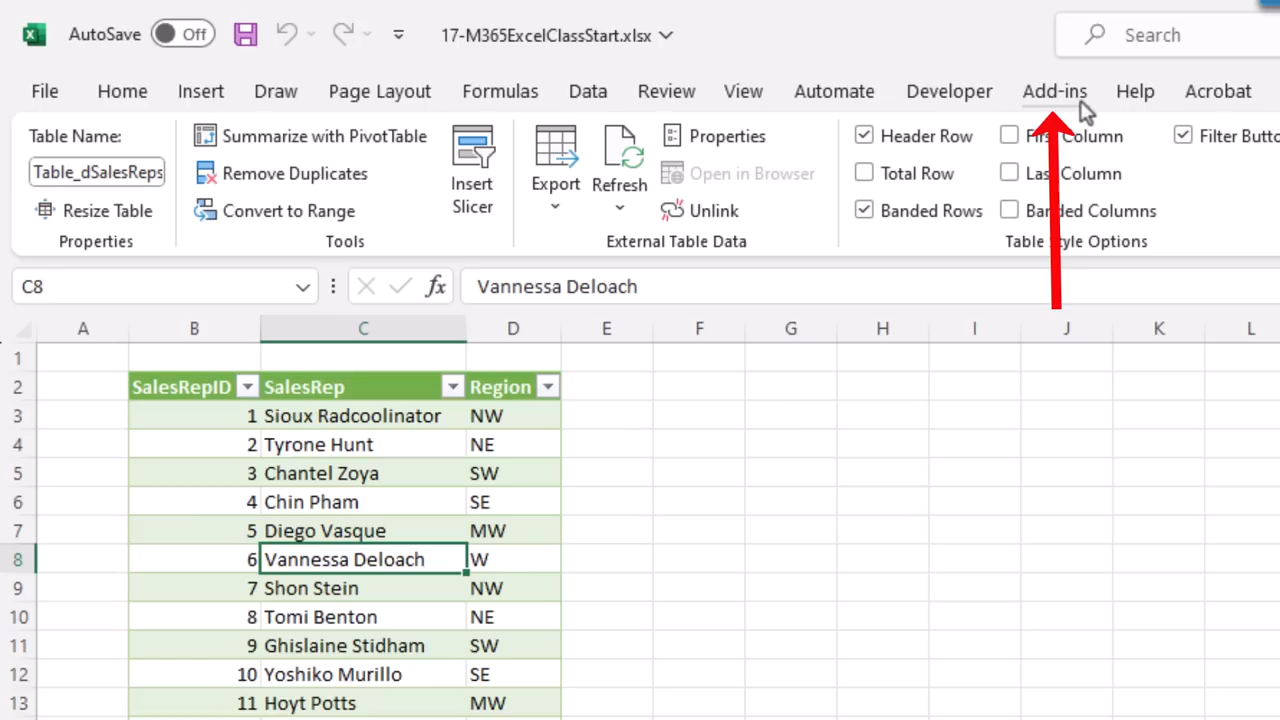 AutoSave Off 17-M365ExcelClassStart.xlsx Search
File Home Insert Draw Page Layout Formulas Data Review View Automate Developer Add-ins Help Acrobat
Table Name:
Table_dSalesReps
Resize Table
Properties
Summarize with PivotTable
Remove Duplicates
Convert to Range
Tools
Insert
Slicer
Export
Refresh
Properties
Open in Browser
Unlink
External Table Data
Header Row
Total Row
Banded Rows
First Column
Last Column
Banded Columns
Filter Butto
Table Style Options
C8 fx Vannessa Deloach
A B C D E F G H I J K L
1
2 SalesRepID SalesRep Region
3 1 Sioux Radcoolinator NW
4 2 Tyrone Hunt NE
5 3 Chantel Zoya SW
6 4 Chin Pham SE
7 5 Diego Vasque MW
8 6 Vannessa Deloach W
9 7 Shon Stein NW
10 8 Tomi Benton NE
11 9 Ghislaine Stidham SW
12 10 Yoshiko Murillo SE
13 11 Hoyt Potts MW